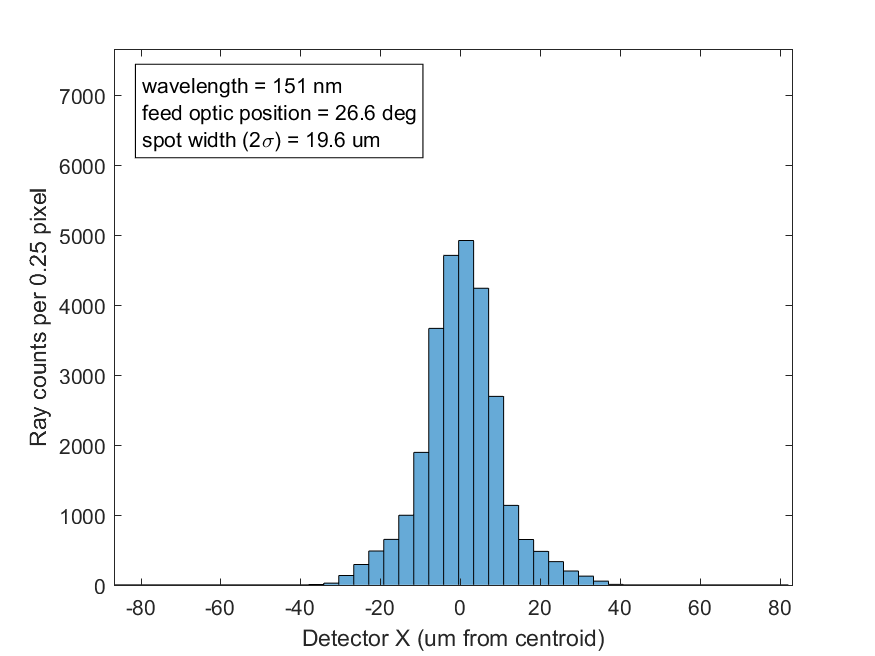 wavelength = 151 nm
feed optic position = 26.6 deg
spot width (2σ) = 19.6 um
7000
6000
5000
4000
3000
2000
1000
0
Ray counts per 0.25 pixel
-80 -60 -40 -20 0 20 40 60 80
Detector X (um from centroid)